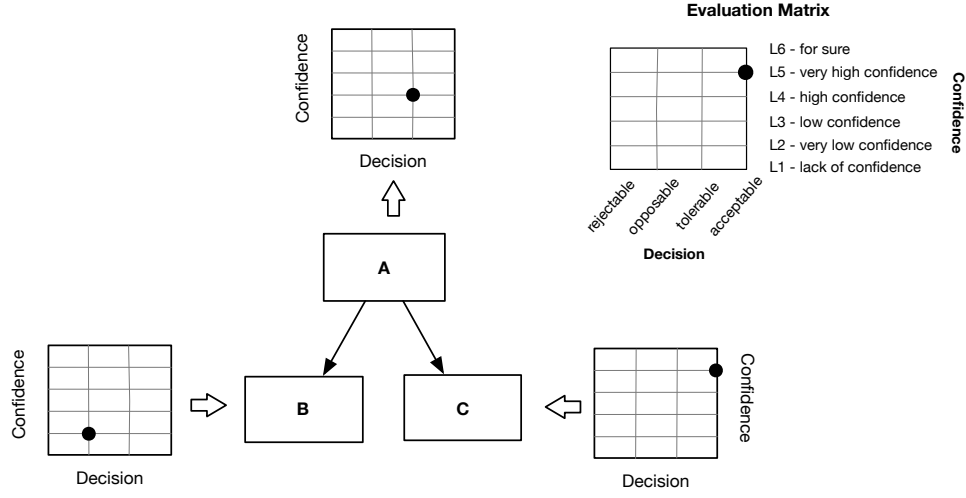 Evaluation Matrix
Confidence
Decision
L6 - for sure
L5 - very high confidence
L4 - high confidence
L3 - low confidence
L2 - very low confidence
L1 - lack of confidence
Confidence
rejectable
opposable
tolerable
acceptable
Decision
A
Confidence
Decision
B
C
Confidence
Decision